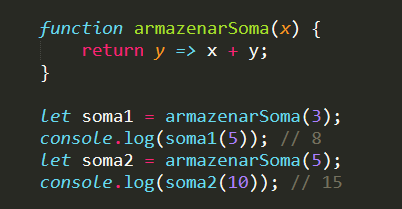 function armazenarSoma(x) {
    return y => x + y;
}

let soma1 = armazenarSoma(3);
console.log(soma1(5)); // 8
let soma2 = armazenarSoma(5);
console.log(soma2(10)); // 15